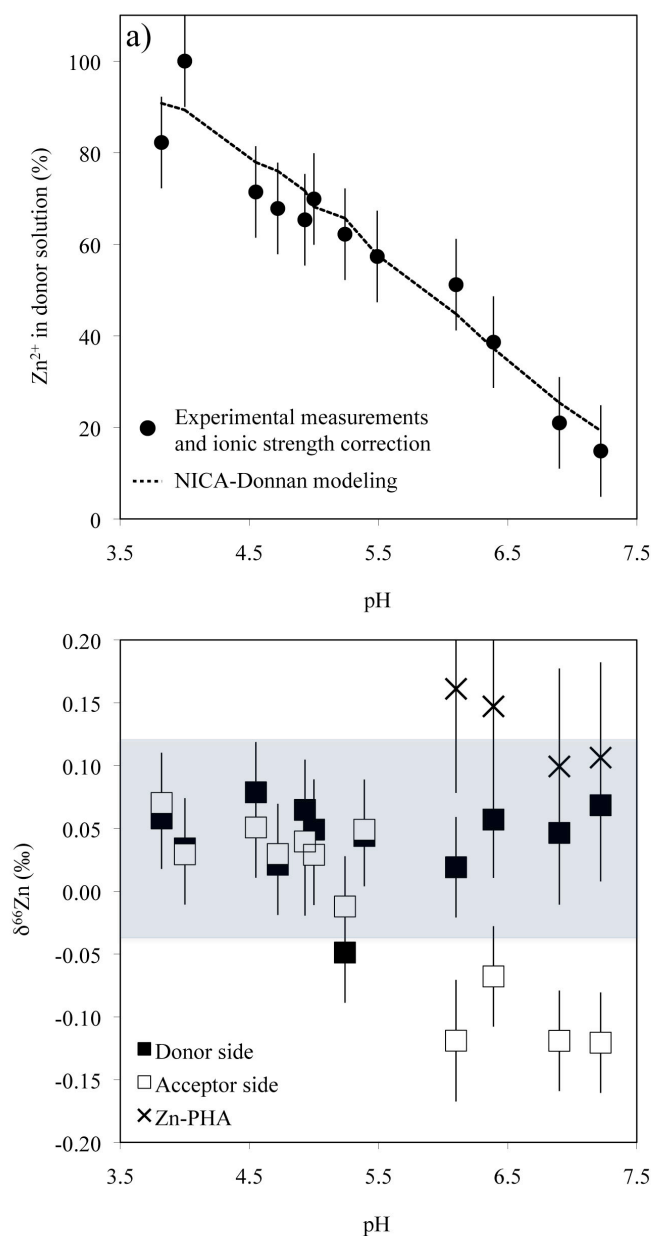 a)
100
80
60
40
20
0
Zn²⁺ in donor solution (%)
Experimental measurements
and ionic strength correction
NICA-Donnan modeling
3.5 4.5 5.5 6.5 7.5
pH
0.20
0.15
0.10
0.05
0.00
-0.05
-0.10
-0.15
-0.20
δ⁶⁶Zn (‰)
Donor side
Acceptor side
Zn-PHA
3.5 4.5 5.5 6.5 7.5
pH